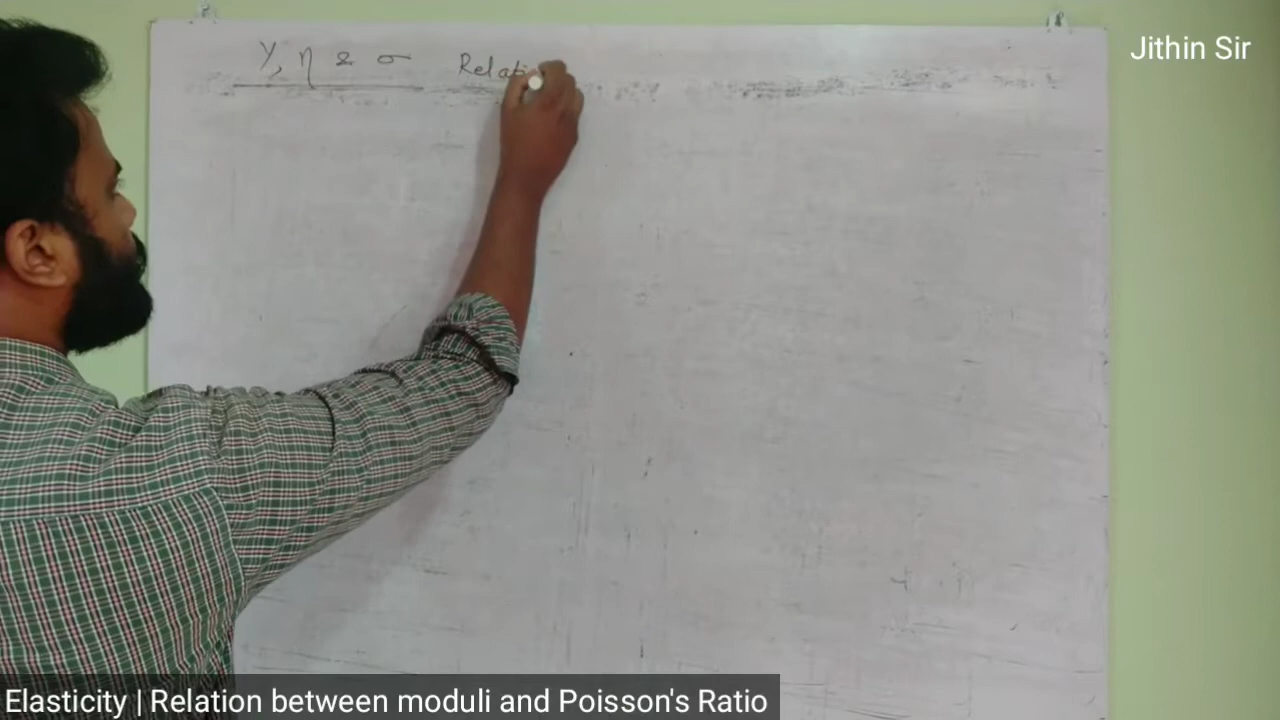 Y, η & σ Relati
Jithin Sir
Elasticity | Relation between moduli and Poisson's Ratio